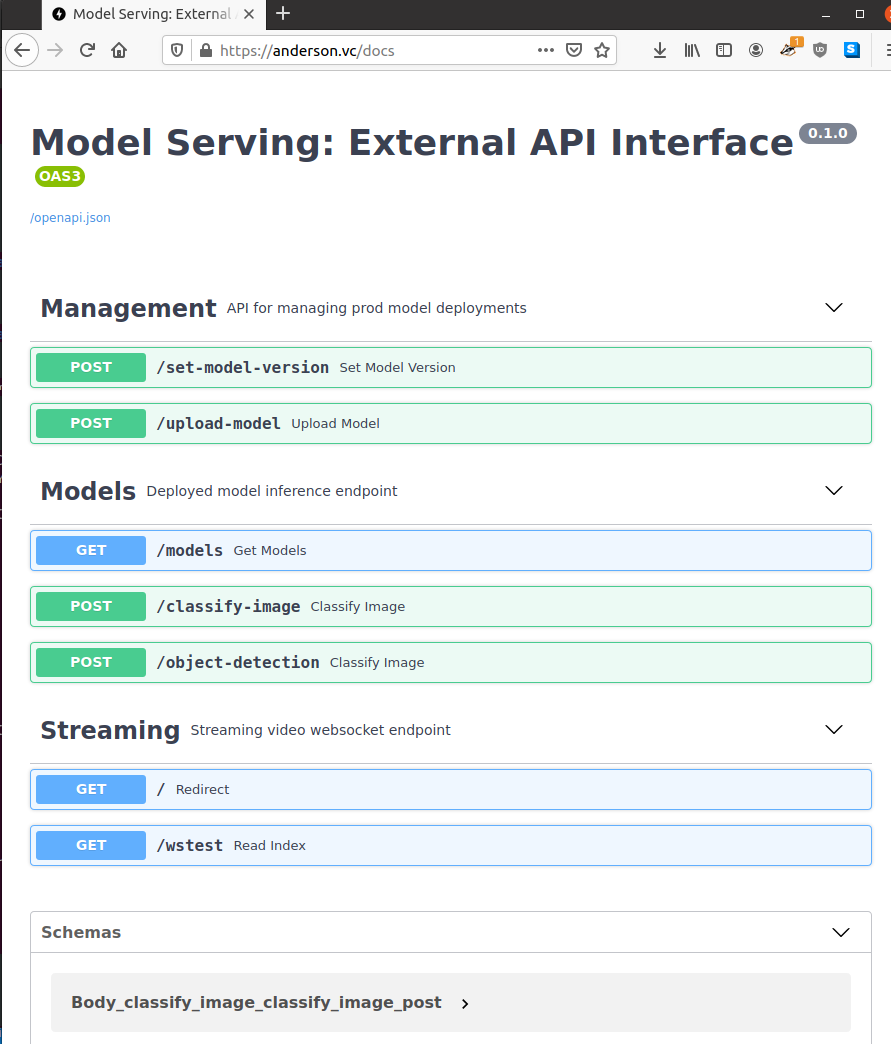 Model Serving: External
https://anderson.vc/docs
1
S
Model Serving: External API Interface 0.1.0
OAS3
/openapi.json
Management API for managing prod model deployments
POST /set-model-version Set Model Version
POST /upload-model Upload Model
Models Deployed model inference endpoint
GET /models Get Models
POST /classify-image Classify Image
POST /object-detection Classify Image
Streaming Streaming video websocket endpoint
GET / Redirect
GET /wstest Read Index
Schemas
Body_classify_image_classify_image_post